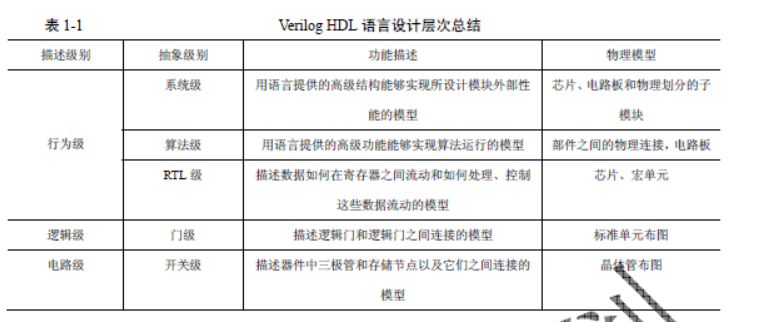 表 1-1 Verilog HDL 语言设计层次总结
描述级别 抽象级别 功能描述 物理模型
行为级 系统级 用语言提供的高级结构能够实现所设计模块外部性能的模型 芯片、电路板和物理划分的子模块
算法级 用语言提供的高级功能能够实现算法运行的模型 部件之间的物理连接，电路板
RTL 级 描述数据如何在寄存器之间流动和如何处理、控制这些数据流动的模型 芯片、宏单元
逻辑级 门级 描述逻辑门和逻辑门之间连接的模型 标准单元布图
电路级 开关级 描述器件中三极管和存储节点以及它们之间连接的模型 晶体管布图